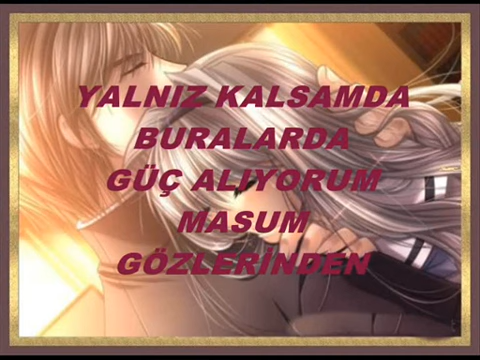 YALNIZ KALSAMDA
BURALARDA
GÜÇ ALIYORUM
MASUM
GÖZLERİNDEN